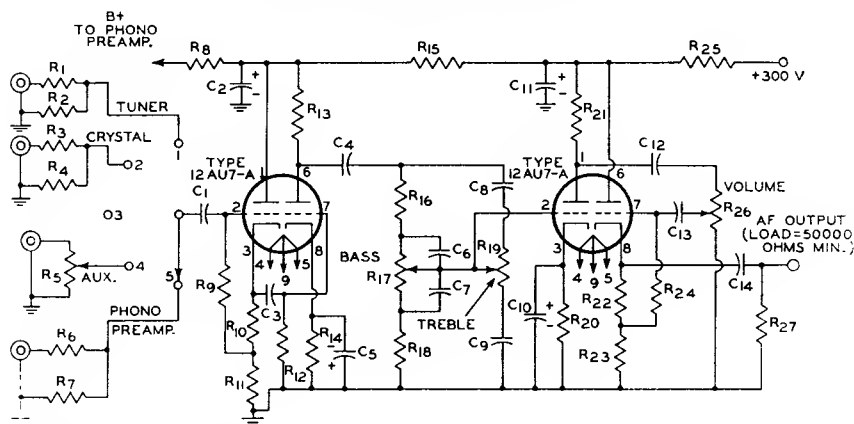 B+
TO PHONO
PREAMP.
R8
R15
R25
+300 V
C2
+
-
C11
+
-
R1
R2
TUNER
1
R3
CRYSTAL
R4
2
3
R5
AUX.
4
5
PHONO
PREAMP.
R6
R7
R13
TYPE
12AU7-A
6
C4
C1
2
7
3
4
9
5
8
R9
C3
R10
R11
R12
R14
-
+
C5
R16
BASS
R17
C6
C7
R18
C8
R19
TREBLE
C9
R21
1
TYPE
12AU7-A
6
C12
2
7
3
4
9
5
8
C13
VOLUME
R26
C10
+
-
R20
R22
R23
R24
AF OUTPUT
(LOAD=50000
OHMS MIN.)
C14
R27